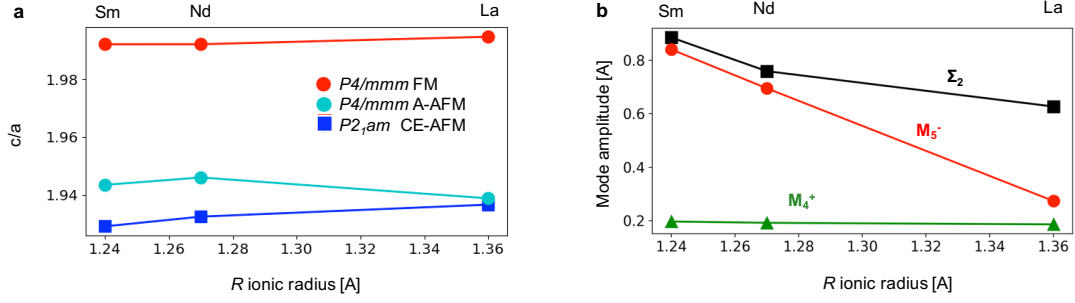 a
Sm Nd La
c/a
1.98
1.96
1.94
P4/mmm FM
P4/mmm A-AFM
P2₁am CE-AFM
1.24 1.26 1.28 1.30 1.32 1.34 1.36
R ionic radius [A]
b
Sm Nd La
Mode amplitude [A]
0.8
0.6
0.4
0.2
Σ₂
M₅⁻
M₄⁺
1.24 1.26 1.28 1.30 1.32 1.34 1.36
R ionic radius [A]